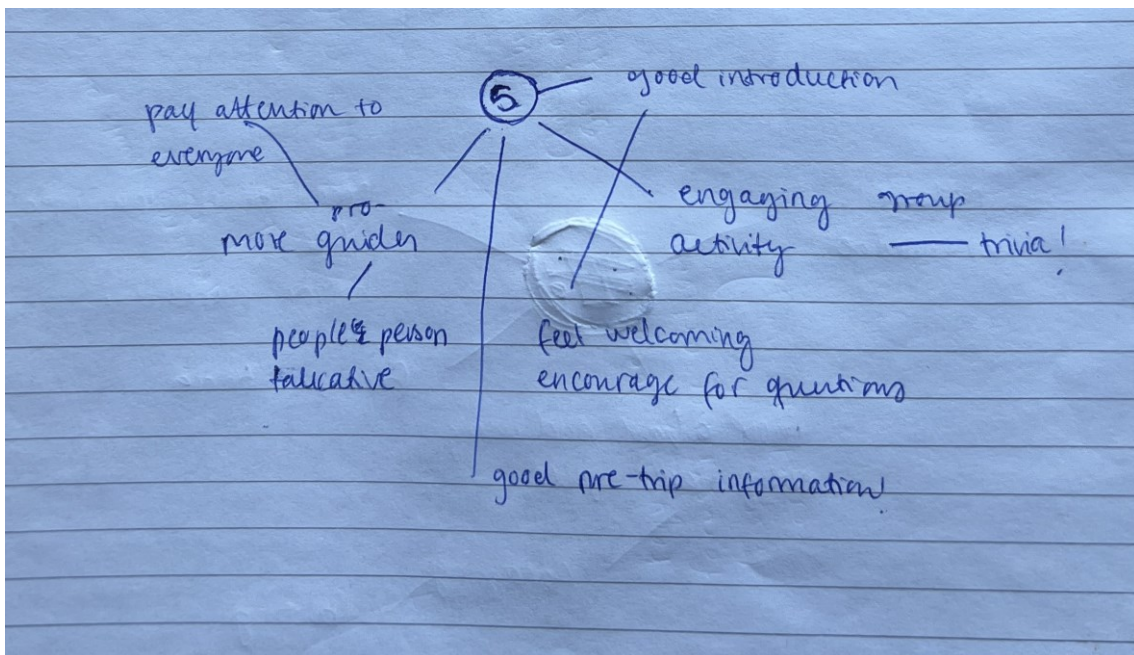 5
good introduction
pay attention to
everyone
engaging group
activity
trivia!
pro-
more guides
people's person
talkative
feel welcoming
encourage for questions
good pre-trip information